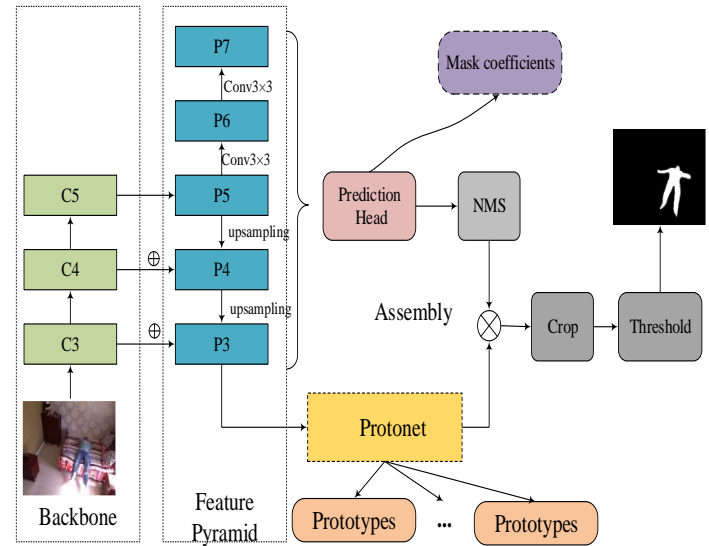 P7
Mask coefficients
Conv3×3
P6
Conv3×3
C5
P5
Prediction
Head
NMS
upsampling
C4
⊕
P4
upsampling
Assembly
C3
⊕
P3
Crop
Threshold
Protonet
Backbone
Feature
Pyramid
Prototypes
...
Prototypes